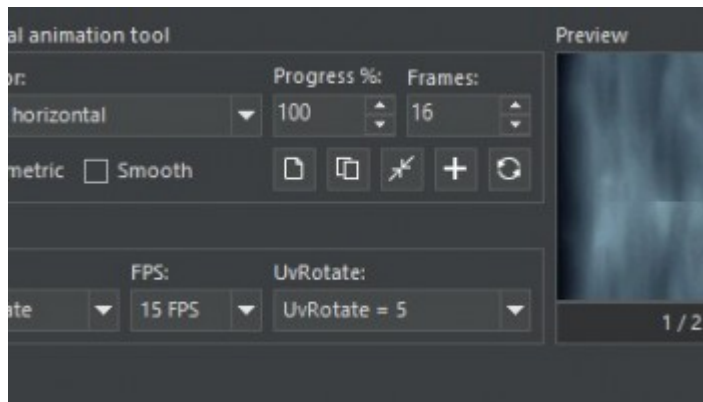 al animation tool
Preview
or:
Progress %:
Frames:
horizontal
100
16
metric
Smooth
FPS:
UvRotate:
ate
15 FPS
UvRotate = 5
1 / 2